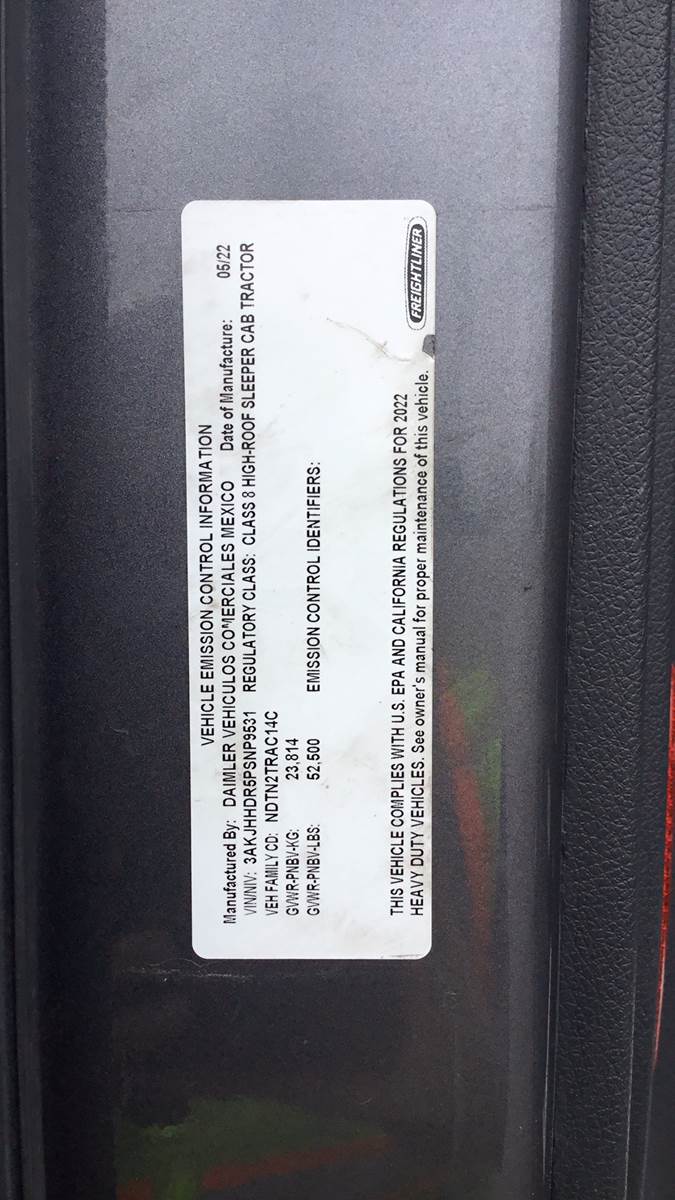 VEHICLE EMISSION CONTROL INFORMATION
Manufactured By: DAIMLER VEHICULOS COMERCIALES MEXICO Date of Manufacture: 05/22
VIN/NIV: 3AKJHHDR5PSNP9531 REGULATORY CLASS: CLASS 8 HIGH-ROOF SLEEPER CAB TRACTOR
VEH FAMILY CD: NDTN2TRAC14C
GVWR-PNBV-KG: 23,814
GVWR-PNBV-LBS: 52,500 EMISSION CONTROL IDENTIFIERS:
THIS VEHICLE COMPLIES WITH U.S. EPA AND CALIFORNIA REGULATIONS FOR 2022
HEAVY DUTY VEHICLES. See owner's manual for proper maintenance of this vehicle.
FREIGHTLINER